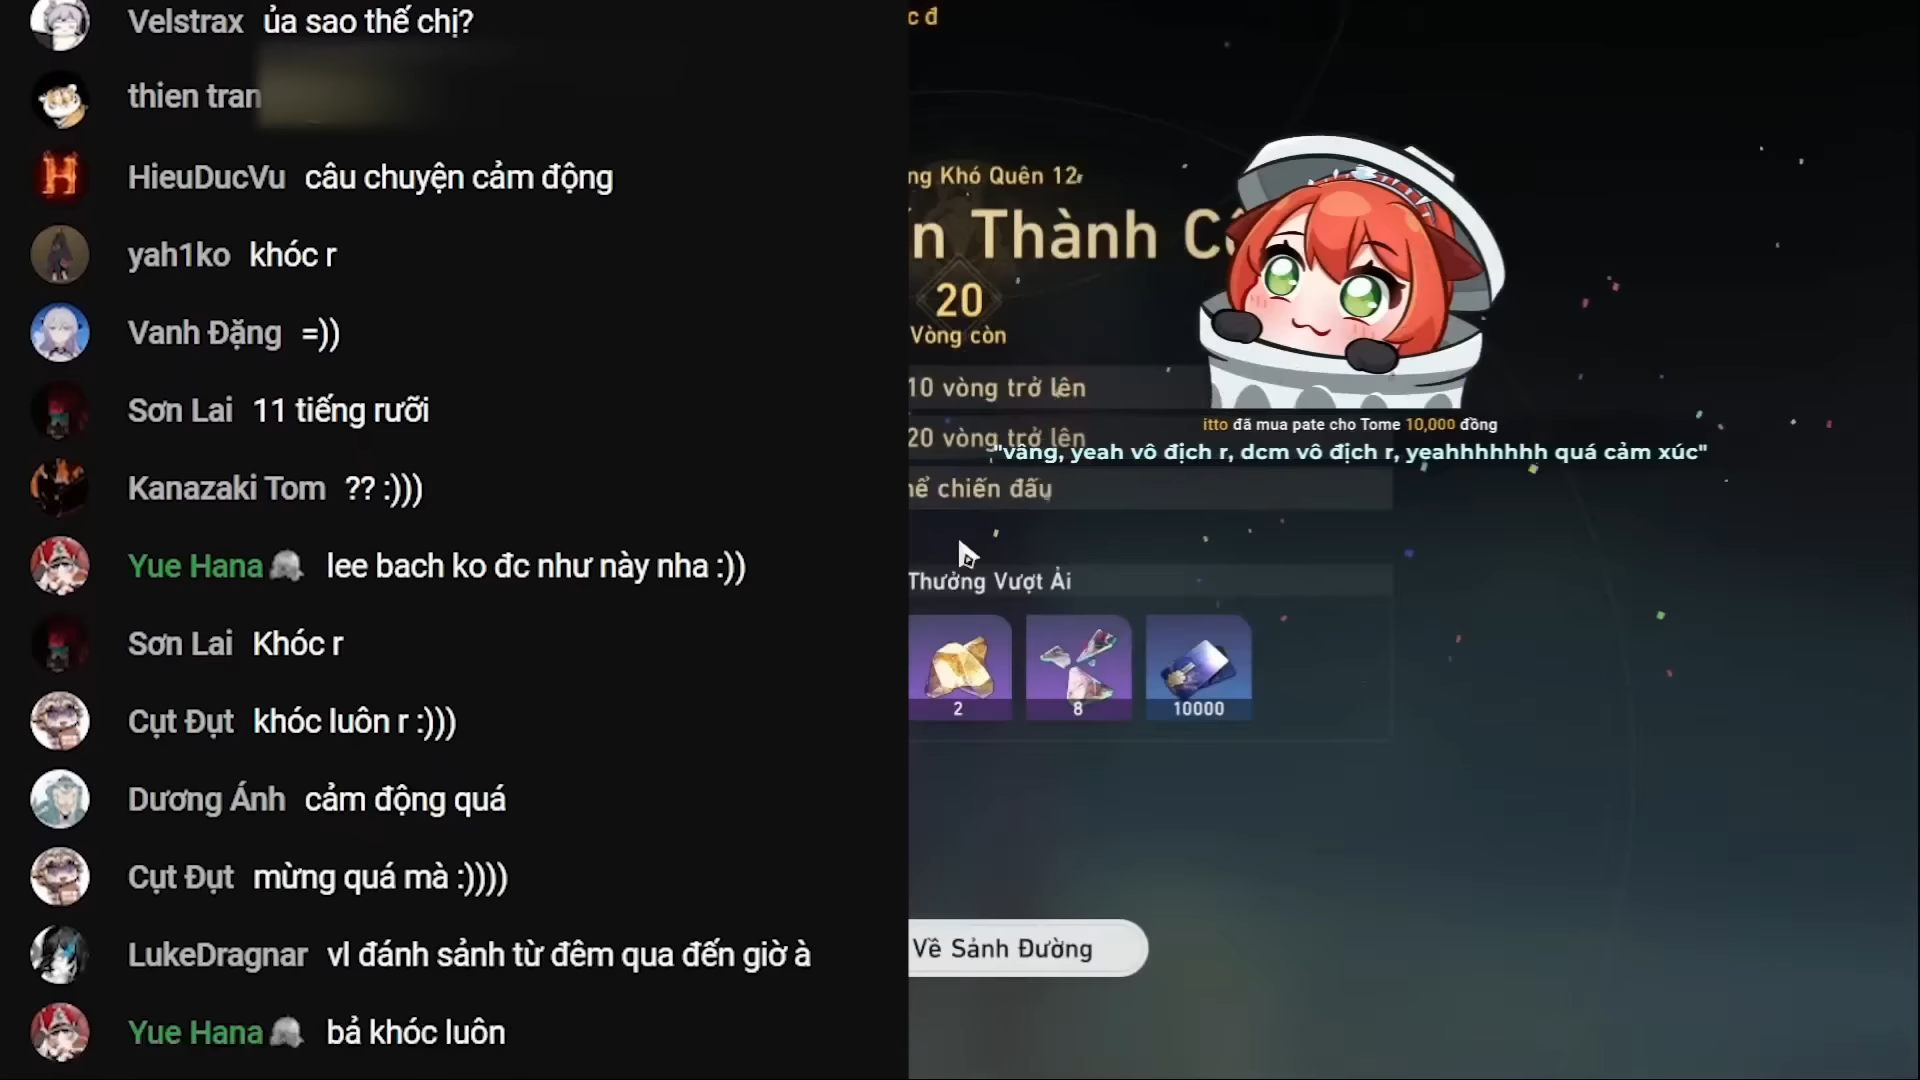 Velstrax ủa sao thế chị?
thien tran
HieuDucVu câu chuyện cảm động
yah1ko khóc r
Vanh Đặng =))
Sơn Lai 11 tiếng rưỡi
Kanazaki Tom ?? :)))
Yue Hana lee bach ko đc như này nha :))
Sơn Lai Khóc r
Cụt Đụt khóc luôn r :)))
Dương Ánh cảm động quá
Cụt Đụt mừng quá mà :))))
LukeDragnar vl đánh sảnh từ đêm qua đến giờ à
Yue Hana bả khóc luôn
c đ
ng Khó Quên 12
n Thành C
20
Vòng còn
10 vòng trở lên
20 vòng trở lên
itto đã mua pate cho Tome 10,000 đồng
"vâng, yeah vô địch r, dcm vô địch r, yeahhhhhhh quá cảm xúc"
hể chiến đấu
Thưởng Vượt Ải
2
8
10000
Về Sảnh Đường